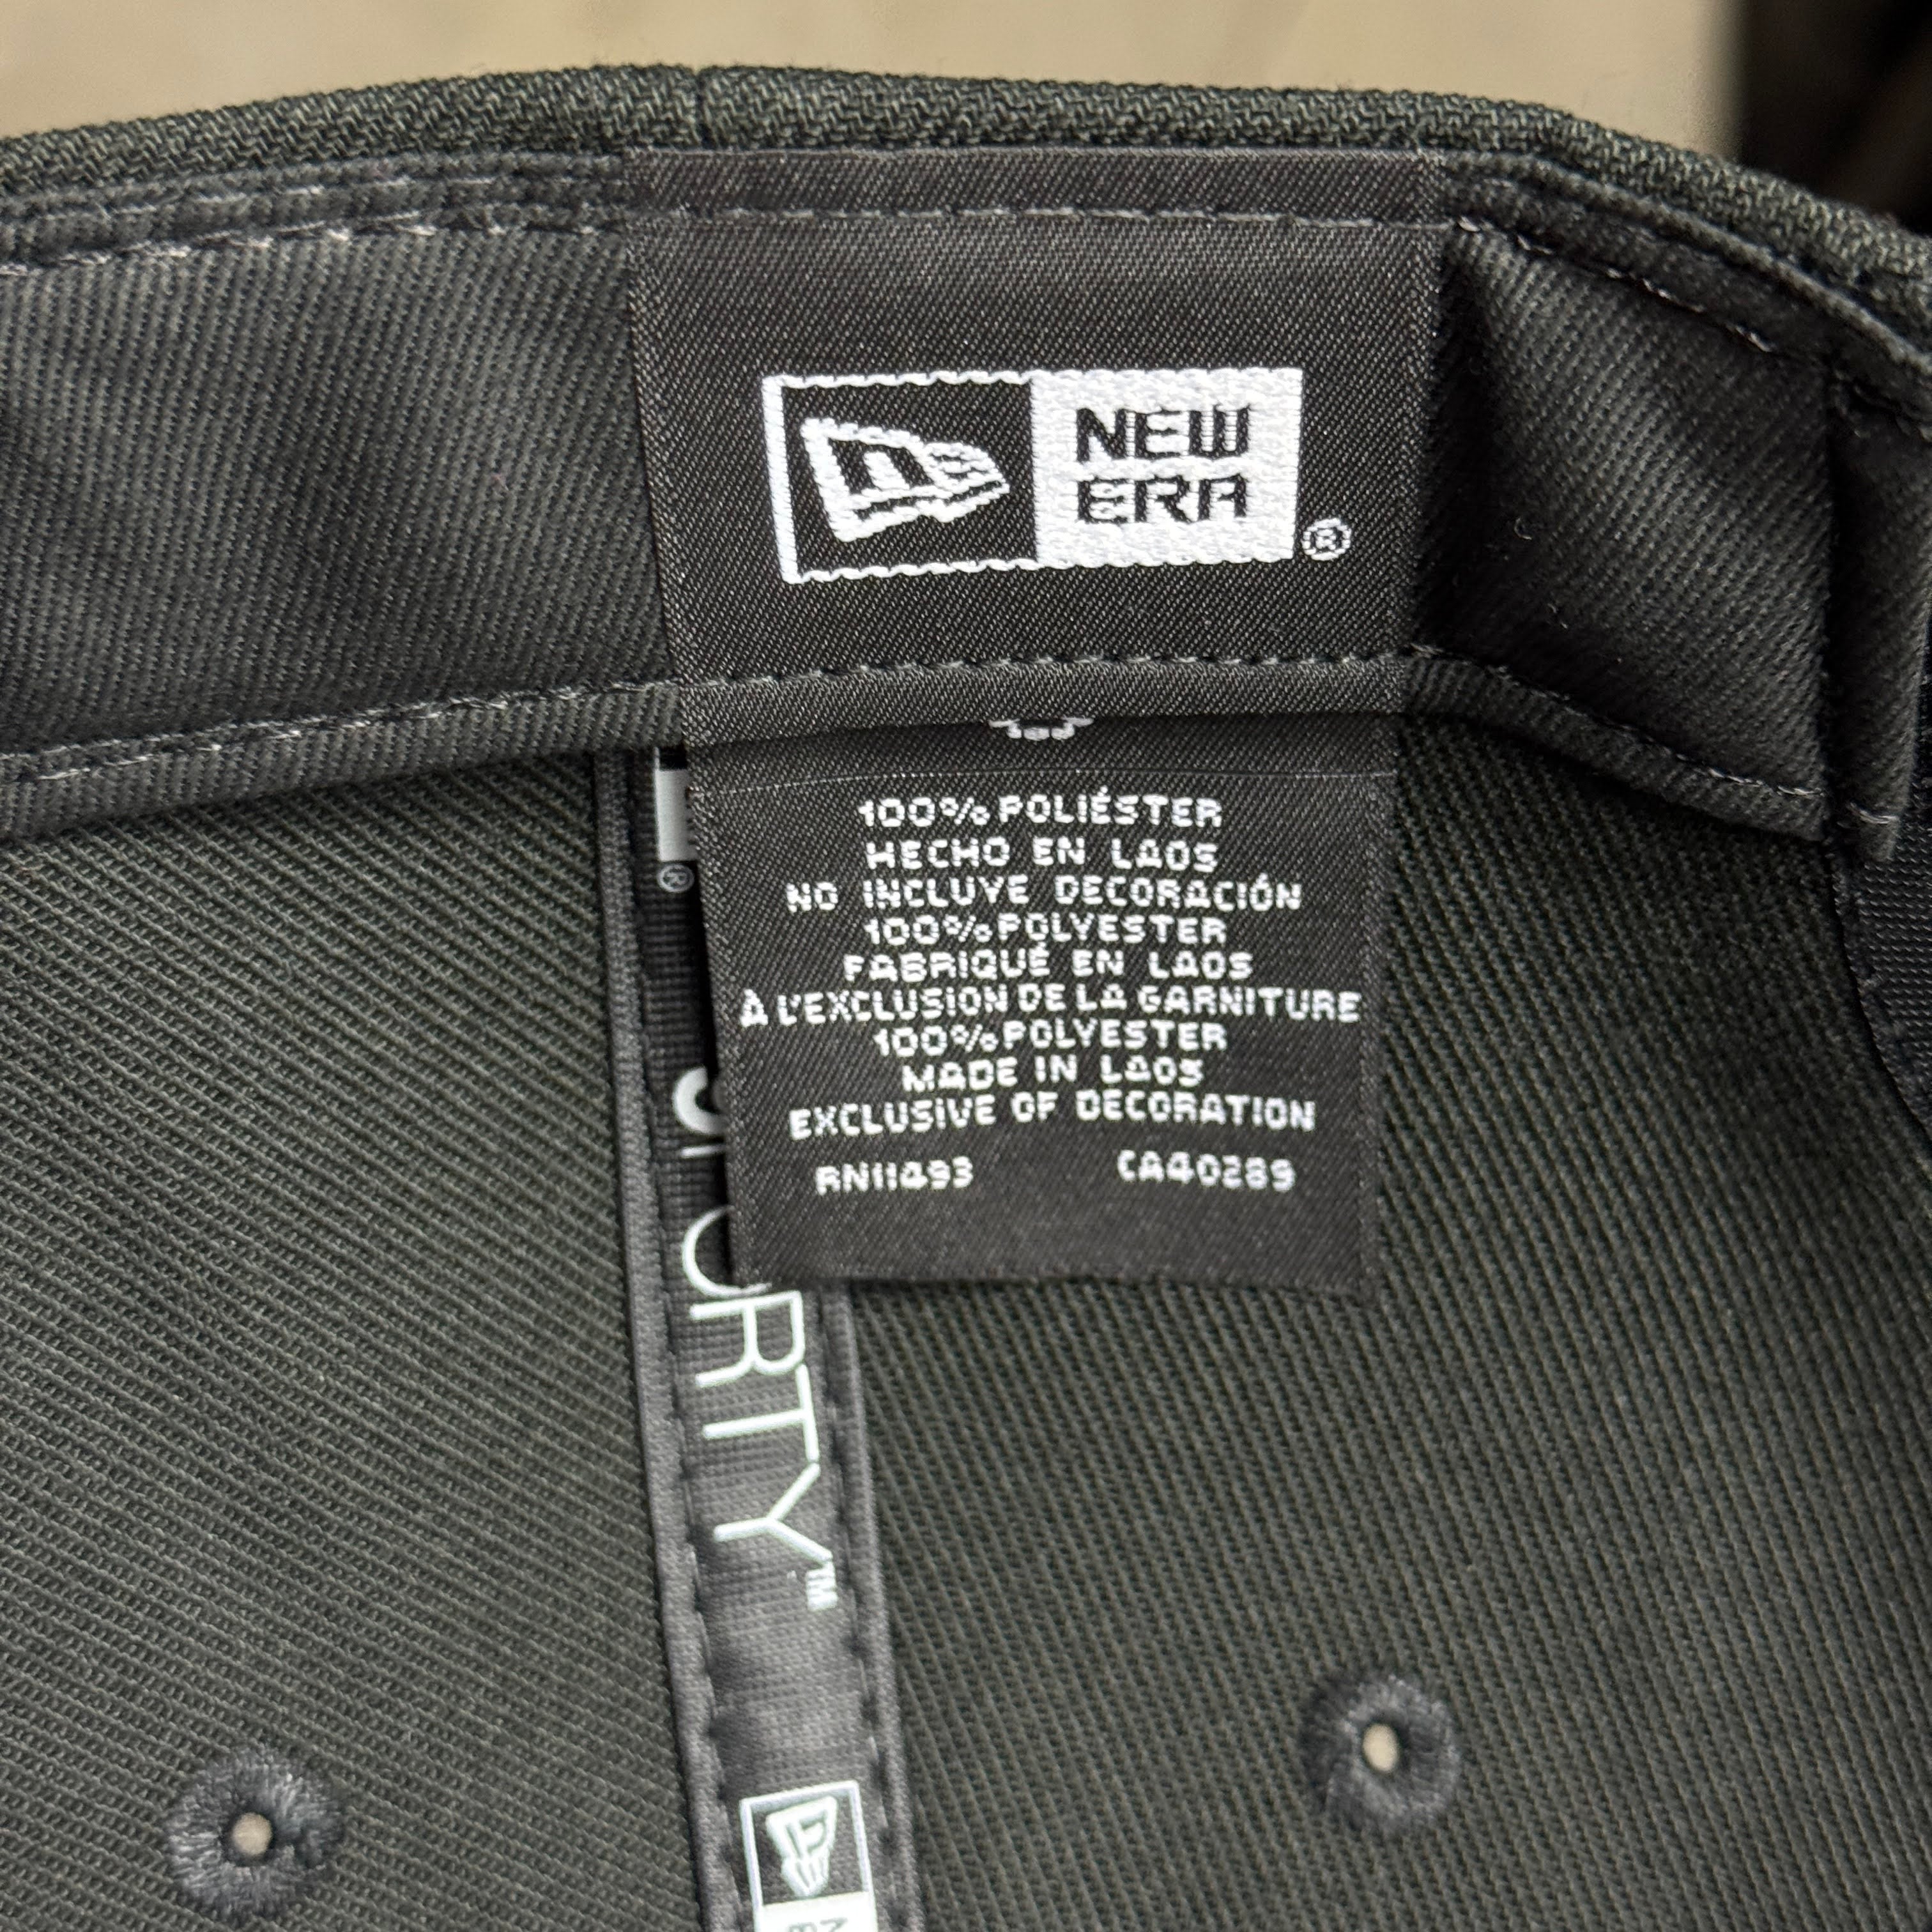 NEW
ERA
®
100% POLIÉSTER
HECHO EN LAOS
NO INCLUYE DECORACIÓN
100% POLYESTER
FABRIQUÉ EN LAOS
À L'EXCLUSION DE LA GARNITURE
100% POLYESTER
MADE IN LAOS
EXCLUSIVE OF DECORATION
RN11493 CA40289
®
ORTY™